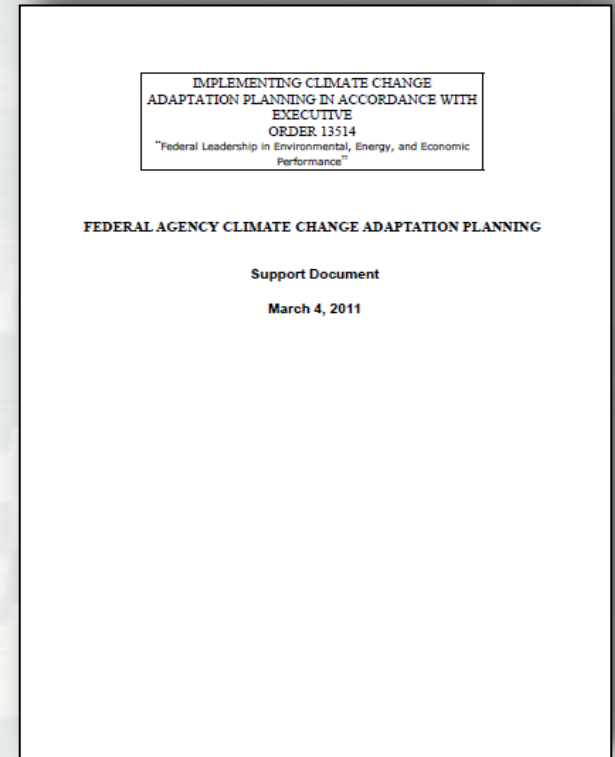 IMPLEMENTING CLIMATE CHANGE
ADAPTATION PLANNING IN ACCORDANCE WITH
EXECUTIVE
ORDER 13514
“Federal Leadership in Environmental, Energy, and Economic
Performance”
FEDERAL AGENCY CLIMATE CHANGE ADAPTATION PLANNING
Support Document
March 4, 2011